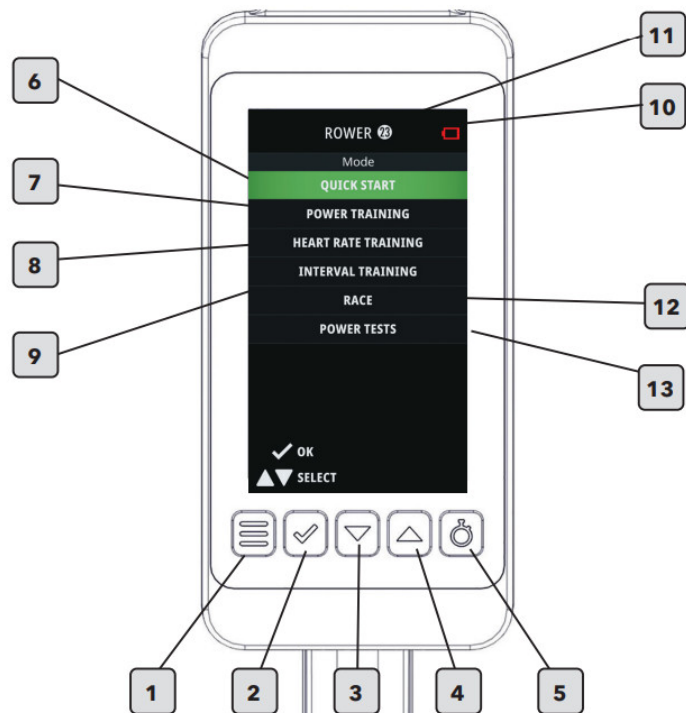 11
6
10
ROWER 23
Mode
QUICK START
7
POWER TRAINING
HEART RATE TRAINING
8
INTERVAL TRAINING
RACE
12
POWER TESTS
9
13
OK
SELECT
1
2
3
4
5